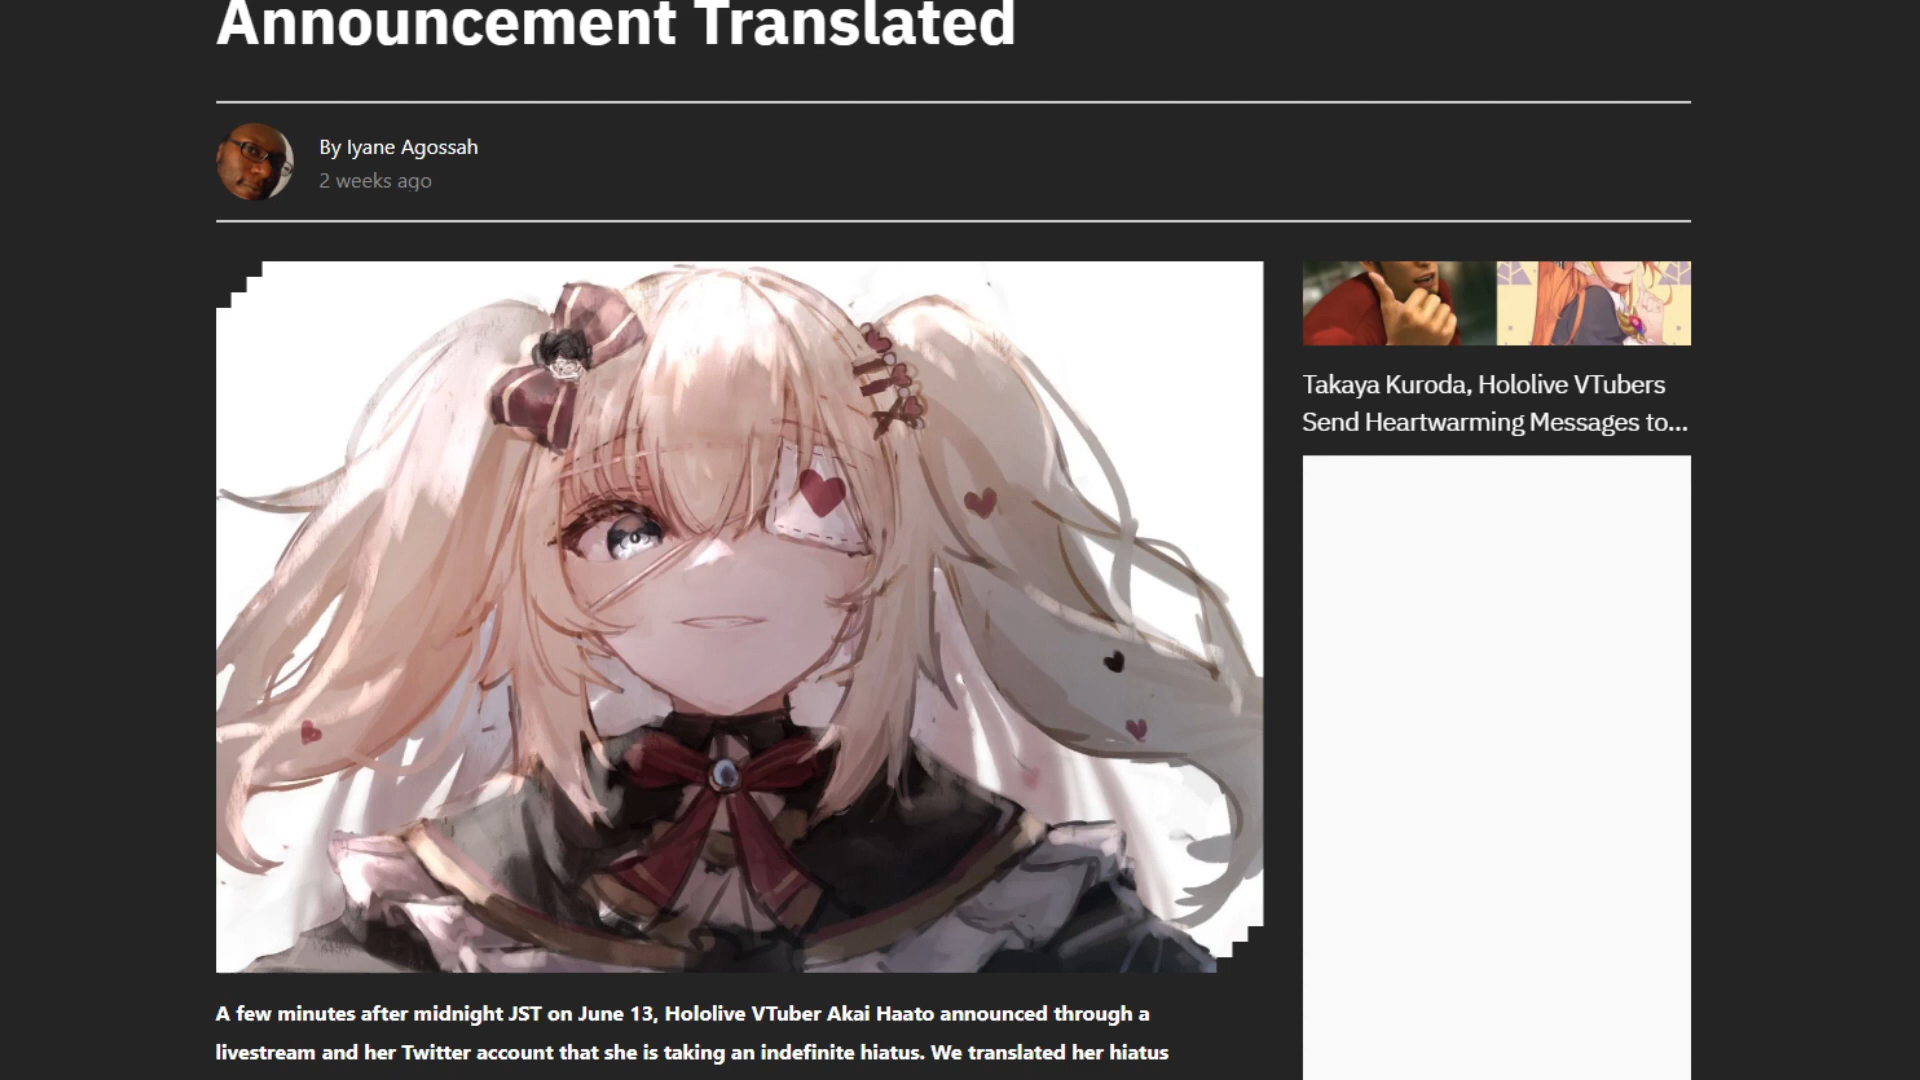 Announcement Translated
By Iyane Agossah
2 weeks ago
Takaya Kuroda, Hololive VTubers
Send Heartwarming Messages to...
A few minutes after midnight JST on June 13, Hololive VTuber Akai Haato announced through a
livestream and her Twitter account that she is taking an indefinite hiatus. We translated her hiatus